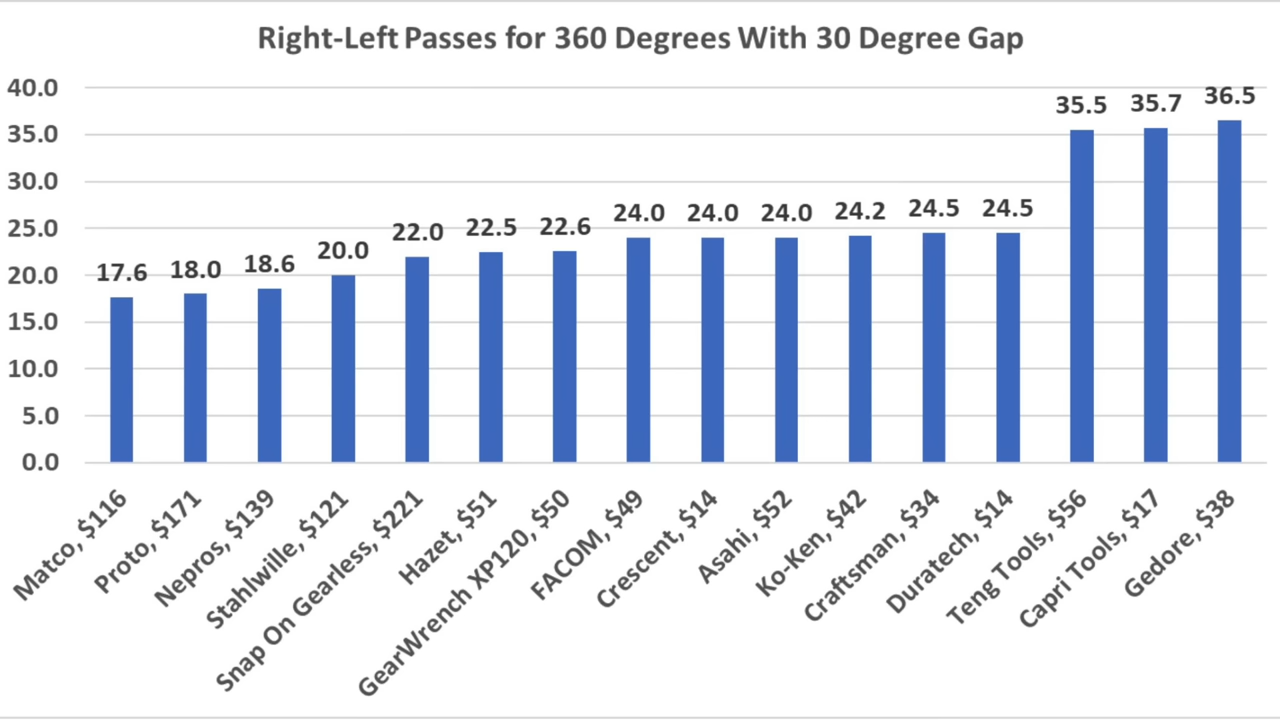 Right-Left Passes for 360 Degrees With 30 Degree Gap
40.0
35.0
30.0
25.0
20.0
15.0
10.0
5.0
0.0
17.6
18.0
18.6
20.0
22.0
22.5
22.6
24.0
24.0
24.0
24.2
24.5
24.5
35.5
35.7
36.5
Matco, $116
Proto, $171
Nepros, $139
Stahlwille, $121
Snap On Gearless, $221
Hazet, $51
GearWrench XP120, $50
FACOM, $49
Crescent, $14
Asahi, $52
Ko-Ken, $42
Craftsman, $34
Duratech, $14
Teng Tools, $56
Capri Tools, $17
Gedore, $38